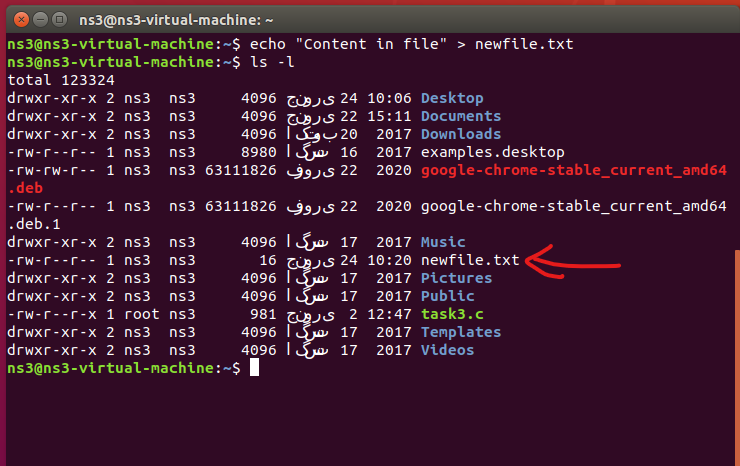 ns3@ns3-virtual-machine: ~
ns3@ns3-virtual-machine:~$ echo "Content in file" > newfile.txt
ns3@ns3-virtual-machine:~$ ls -l
total 123324
drwxr-xr-x 2 ns3  ns3      4096 جنوری 24 10:06 Desktop
drwxr-xr-x 2 ns3  ns3      4096 جنوری 22 15:11 Documents
drwxr-xr-x 2 ns3  ns3      4096 اکتوبر 20  2017 Downloads
-rw-r--r-- 1 ns3  ns3      8980 اگست 16  2017 examples.desktop
-rw-rw-r-- 1 ns3  ns3  63111826 فروری 22  2020 google-chrome-stable_current_amd64
.deb
-rw-r--r-- 1 ns3  ns3  63111826 فروری 22  2020 google-chrome-stable_current_amd64
.deb.1
drwxr-xr-x 2 ns3  ns3      4096 اگست 17  2017 Music
-rw-r--r-- 1 ns3  ns3        16 جنوری 24 10:20 newfile.txt
drwxr-xr-x 2 ns3  ns3      4096 اگست 17  2017 Pictures
drwxr-xr-x 2 ns3  ns3      4096 اگست 17  2017 Public
-rw-r--r-x 1 root ns3       981 جنوری  2 12:47 task3.c
drwxr-xr-x 2 ns3  ns3      4096 اگست 17  2017 Templates
drwxr-xr-x 2 ns3  ns3      4096 اگست 17  2017 Videos
ns3@ns3-virtual-machine:~$